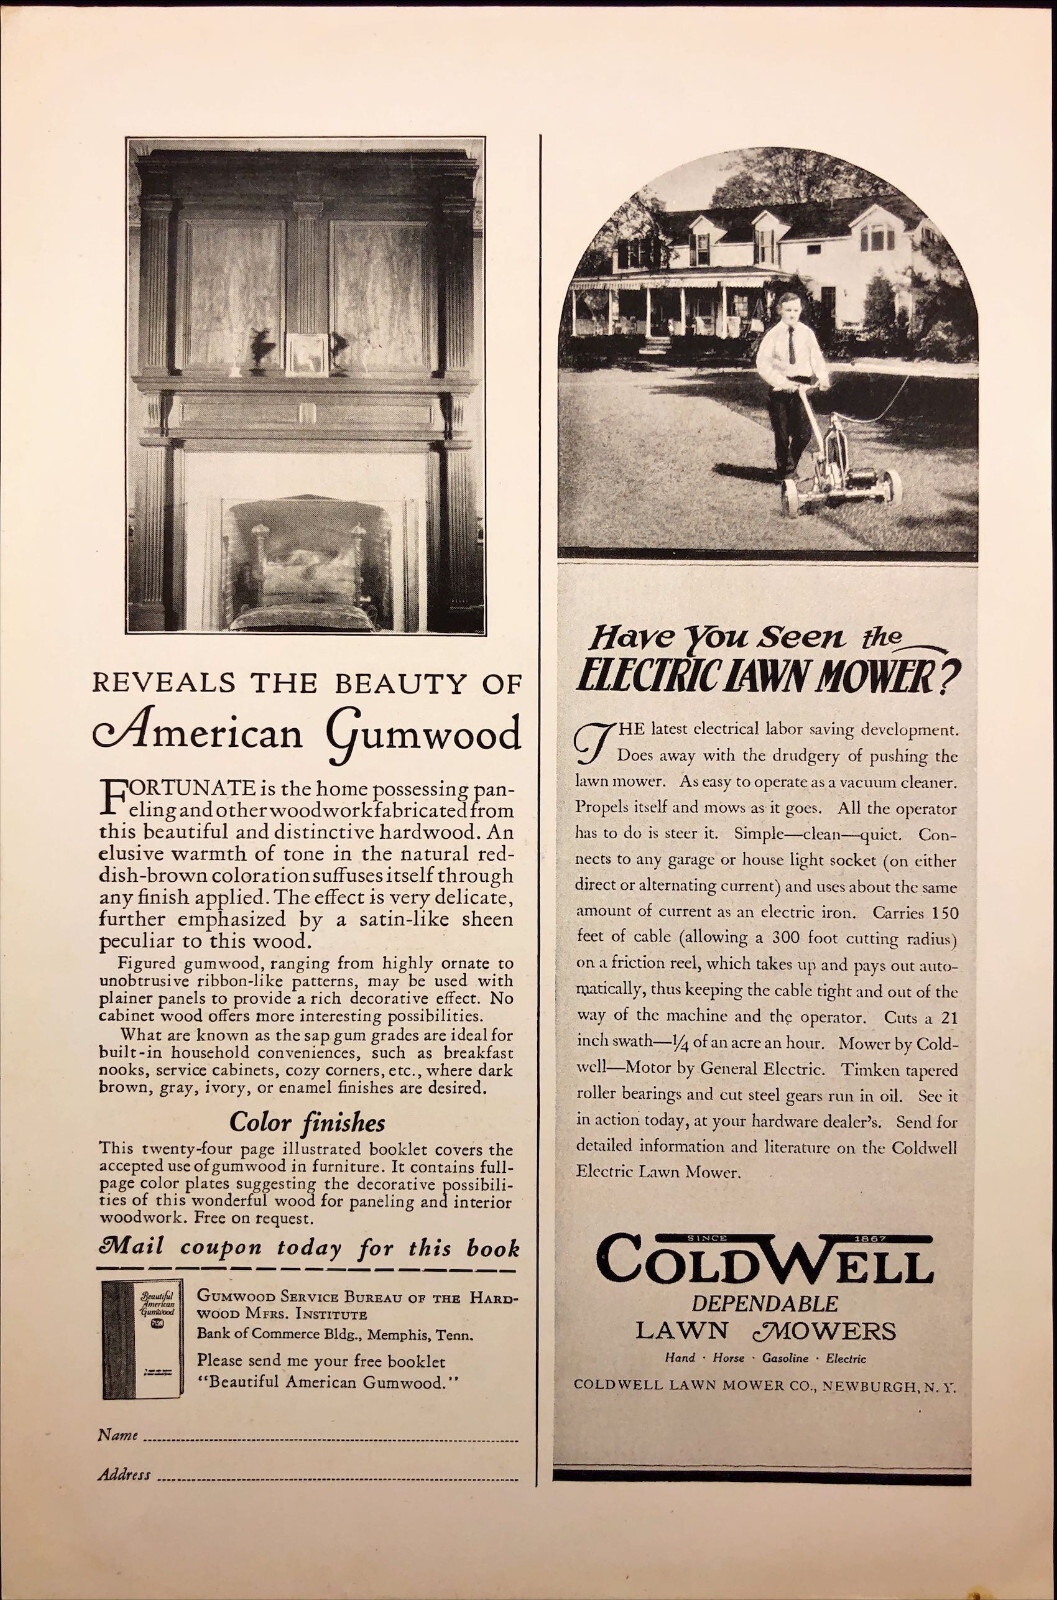 REVEALS THE BEAUTY OF
American Gumwood
FORTUNATE is the home possessing pan-
eling and other woodwork fabricated from
this beautiful and distinctive hardwood. An
elusive warmth of tone in the natural red-
dish-brown coloration suffuses itself through
any finish applied. The effect is very delicate,
further emphasized by a satin-like sheen
peculiar to this wood.
Figured gumwood, ranging from highly ornate to
unobtrusive ribbon-like patterns, may be used with
plainer panels to provide a rich decorative effect. No
cabinet wood offers more interesting possibilities.
What are known as the sap gum grades are ideal for
built-in household conveniences, such as breakfast
nooks, service cabinets, cozy corners, etc., where dark
brown, gray, ivory, or enamel finishes are desired.
Color finishes
This twenty-four page illustrated booklet covers the
accepted use of gumwood in furniture. It contains full-
page color plates suggesting the decorative possibili-
ties of this wonderful wood for paneling and interior
woodwork. Free on request.
Mail coupon today for this book
Beautiful
American
Gumwood
GUMWOOD SERVICE BUREAU OF THE HARD-
WOOD MFRS. INSTITUTE
Bank of Commerce Bldg., Memphis, Tenn.
Please send me your free booklet
"Beautiful American Gumwood."
Name
Address
Have You Seen the
ELECTRIC LAWN MOWER?
THE latest electrical labor saving development.
Does away with the drudgery of pushing the
lawn mower. As easy to operate as a vacuum cleaner.
Propels itself and mows as it goes. All the operator
has to do is steer it. Simple—clean—quiet. Con-
nects to any garage or house light socket (on either
direct or alternating current) and uses about the same
amount of current as an electric iron. Carries 150
feet of cable (allowing a 300 foot cutting radius)
on a friction reel, which takes up and pays out auto-
matically, thus keeping the cable tight and out of the
way of the machine and the operator. Cuts a 21
inch swath—1/4 of an acre an hour. Mower by Cold-
well—Motor by General Electric. Timken tapered
roller bearings and cut steel gears run in oil. See it
in action today, at your hardware dealer's. Send for
detailed information and literature on the Coldwell
Electric Lawn Mower.
SINCE 1867
COLDWELL
DEPENDABLE
LAWN MOWERS
Hand · Horse · Gasoline · Electric
COLDWELL LAWN MOWER CO., NEWBURGH, N. Y.